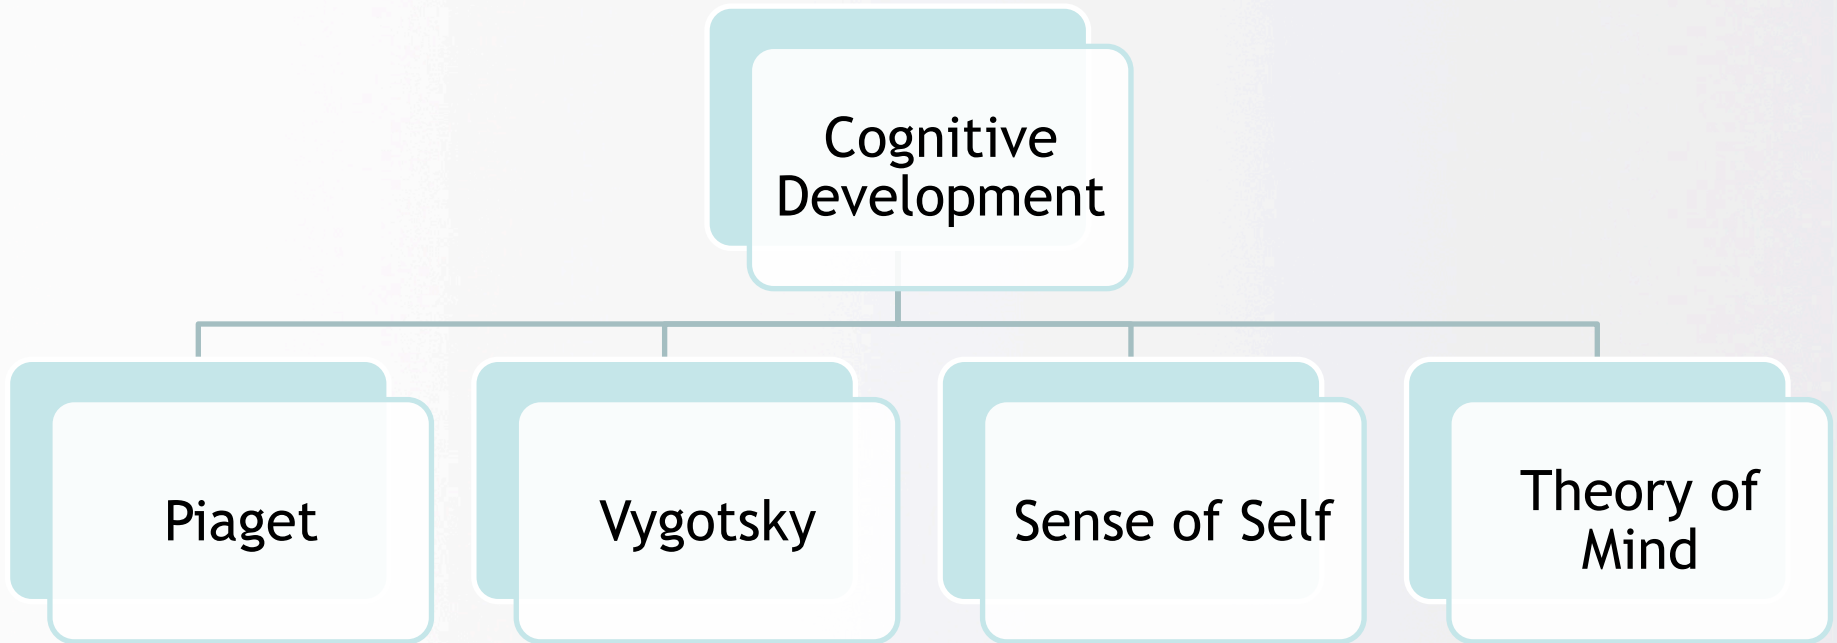 Cognitive
Development
Piaget
Vygotsky
Sense of Self
Theory of
Mind